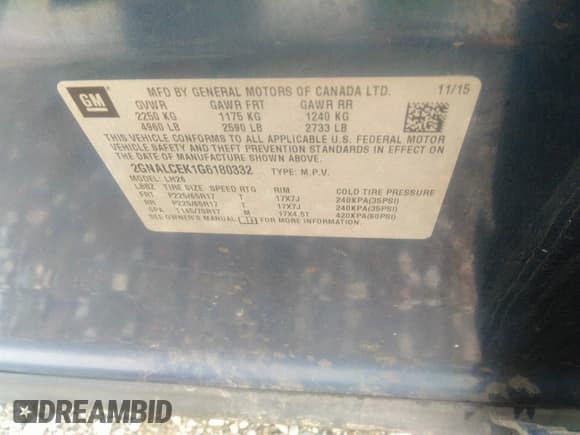 GM
MFD BY GENERAL MOTORS OF CANADA LTD. 11/15
GVWR GAWR FRT GAWR RR
2250 KG 1175 KG 1240 KG
4960 LB 2590 LB 2733 LB
THIS VEHICLE CONFORMS TO ALL APPLICABLE U.S. FEDERAL MOTOR
VEHICLE SAFETY, BUMPER, AND THEFT PREVENTION STANDARDS IN
EFFECT ON THE DATE OF MANUFACTURE SHOWN ABOVE.
2GNALCEK1G6180332 TYPE: M.P.V.
MODEL: LH26
TIRE SIZE SPEED RTG RIM COLD TIRE PRESSURE
FRT P225/65R17 T 17X7J 240KPA(35PSI)
RR P225/65R17 T 17X7J 240KPA(35PSI)
SPA T145/70R17 M 17X4.5T 420KPA(60PSI)
SEE OWNER'S MANUAL FOR ADDITIONAL INFORMATION.
DREAMBID